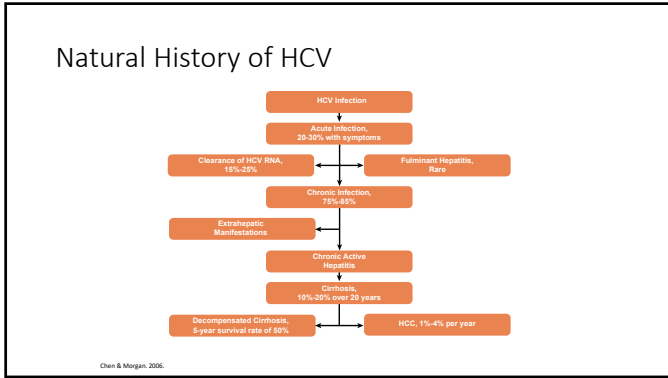 Natural History of HCV
HCV Infection
Acute Infection,
20-30% with symptoms
Clearance of HCV RNA,
15%-25%
Fulminant Hepatitis,
Rare
Chronic Infection,
75%-85%
Extrahepatic
Manifestations
Chronic Active
Hepatitis
Cirrhosis,
10%-20% over 20 years
Decompensated Cirrhosis,
5-year survival rate of 50%
HCC, 1%-4% per year
Chen & Morgan. 2006.